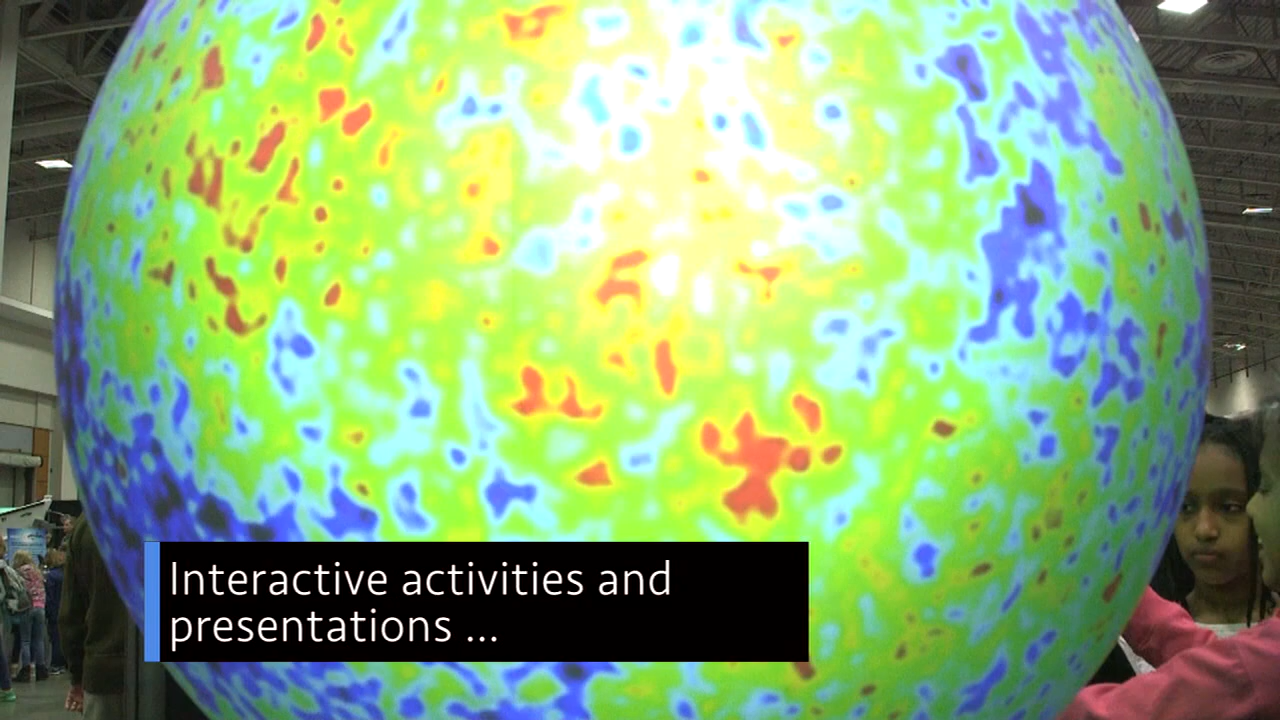 Interactive activities and
presentations ...